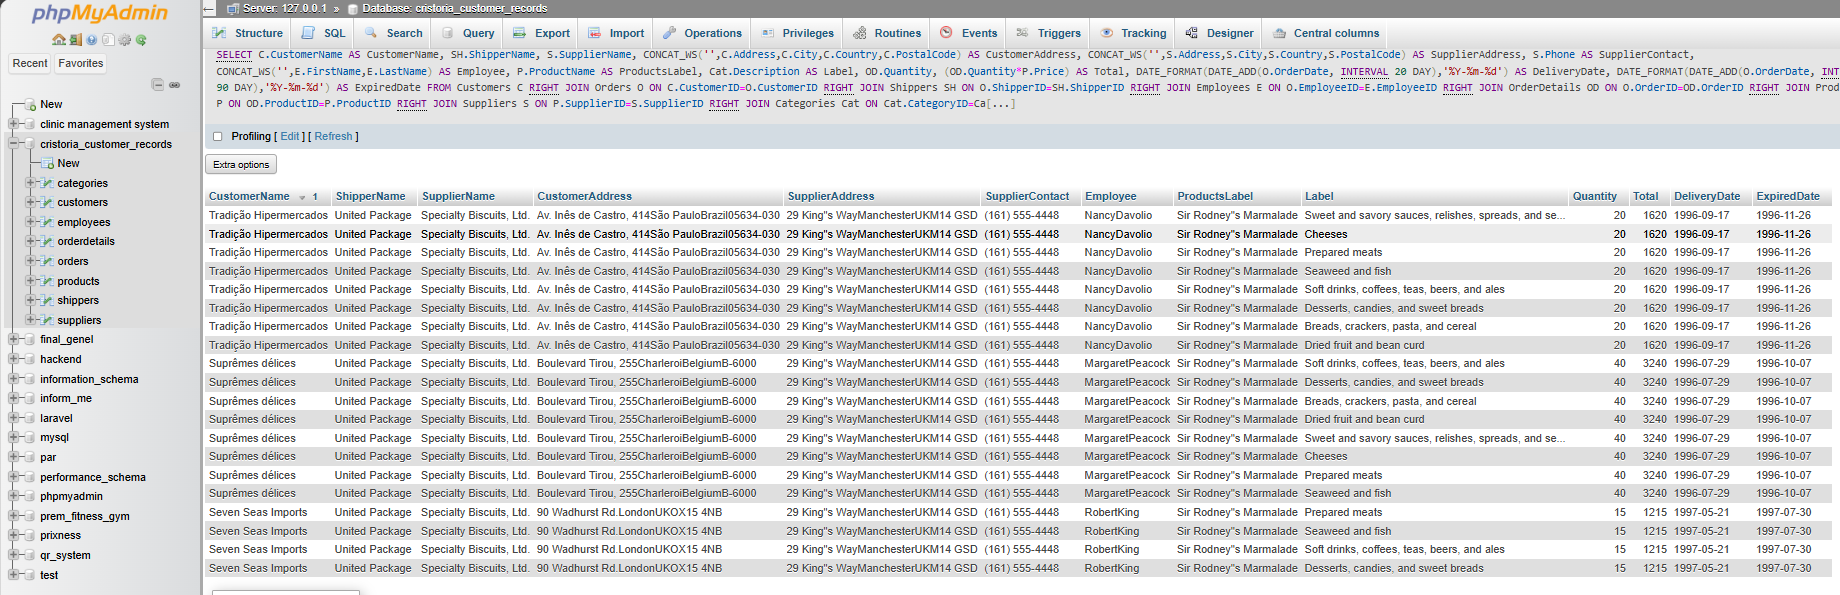 phpMyAdmin
Recent Favorites
New
clinic management system
cristoria_customer_records
New
categories
customers
employees
orderdetails
orders
products
shippers
suppliers
final_genel
hackend
information_schema
inform_me
laravel
mysql
par
performance_schema
phpmyadmin
prem_fitness_gym
prixness
qr_system
test
Server: 127.0.0.1 » Database: cristoria_customer_records
Structure SQL Search Query Export Import Operations Privileges Routines Events Triggers Tracking Designer Central columns
SELECT C.CustomerName AS CustomerName, SH.ShipperName, S.SupplierName, CONCAT_WS('',C.Address,C.City,C.Country,C.PostalCode) AS CustomerAddress, CONCAT_WS('',S.Address,S.City,S.Country,S.PostalCode) AS SupplierAddress, S.Phone AS SupplierContact,
CONCAT_WS('',E.FirstName,E.LastName) AS Employee, P.ProductName AS ProductsLabel, Cat.Description AS Label, OD.Quantity, (OD.Quantity*P.Price) AS Total, DATE_FORMAT(DATE_ADD(O.OrderDate, INTERVAL 20 DAY),'%Y-%m-%d') AS DeliveryDate, DATE_FORMAT(DATE_ADD(O.OrderDate, INT
90 DAY),'%Y-%m-%d') AS ExpiredDate FROM Customers C RIGHT JOIN Orders O ON C.CustomerID=O.CustomerID RIGHT JOIN Shippers SH ON O.ShipperID=SH.ShipperID RIGHT JOIN Employees E ON O.EmployeeID=E.EmployeeID RIGHT JOIN OrderDetails OD ON O.OrderID=OD.OrderID RIGHT JOIN Prod
P ON OD.ProductID=P.ProductID RIGHT JOIN Suppliers S ON P.SupplierID=S.SupplierID RIGHT JOIN Categories Cat ON Cat.CategoryID=Ca[...]
Profiling [ Edit ] [ Refresh ]
Extra options
CustomerName 1 ShipperName SupplierName CustomerAddress SupplierAddress SupplierContact Employee ProductsLabel Label Quantity Total DeliveryDate ExpiredDate
Tradição Hipermercados United Package Specialty Biscuits, Ltd. Av. Inês de Castro, 414São PauloBrazil05634-030 29 King"s WayManchesterUKM14 GSD (161) 555-4448 NancyDavolio Sir Rodney"s Marmalade Sweet and savory sauces, relishes, spreads, and se... 20 1620 1996-09-17 1996-11-26
Tradição Hipermercados United Package Specialty Biscuits, Ltd. Av. Inês de Castro, 414São PauloBrazil05634-030 29 King"s WayManchesterUKM14 GSD (161) 555-4448 NancyDavolio Sir Rodney"s Marmalade Cheeses 20 1620 1996-09-17 1996-11-26
Tradição Hipermercados United Package Specialty Biscuits, Ltd. Av. Inês de Castro, 414São PauloBrazil05634-030 29 King"s WayManchesterUKM14 GSD (161) 555-4448 NancyDavolio Sir Rodney"s Marmalade Prepared meats 20 1620 1996-09-17 1996-11-26
Tradição Hipermercados United Package Specialty Biscuits, Ltd. Av. Inês de Castro, 414São PauloBrazil05634-030 29 King"s WayManchesterUKM14 GSD (161) 555-4448 NancyDavolio Sir Rodney"s Marmalade Seaweed and fish 20 1620 1996-09-17 1996-11-26
Tradição Hipermercados United Package Specialty Biscuits, Ltd. Av. Inês de Castro, 414São PauloBrazil05634-030 29 King"s WayManchesterUKM14 GSD (161) 555-4448 NancyDavolio Sir Rodney"s Marmalade Soft drinks, coffees, teas, beers, and ales 20 1620 1996-09-17 1996-11-26
Tradição Hipermercados United Package Specialty Biscuits, Ltd. Av. Inês de Castro, 414São PauloBrazil05634-030 29 King"s WayManchesterUKM14 GSD (161) 555-4448 NancyDavolio Sir Rodney"s Marmalade Desserts, candies, and sweet breads 20 1620 1996-09-17 1996-11-26
Tradição Hipermercados United Package Specialty Biscuits, Ltd. Av. Inês de Castro, 414São PauloBrazil05634-030 29 King"s WayManchesterUKM14 GSD (161) 555-4448 NancyDavolio Sir Rodney"s Marmalade Breads, crackers, pasta, and cereal 20 1620 1996-09-17 1996-11-26
Tradição Hipermercados United Package Specialty Biscuits, Ltd. Av. Inês de Castro, 414São PauloBrazil05634-030 29 King"s WayManchesterUKM14 GSD (161) 555-4448 NancyDavolio Sir Rodney"s Marmalade Dried fruit and bean curd 20 1620 1996-09-17 1996-11-26
Suprêmes délices United Package Specialty Biscuits, Ltd. Boulevard Tirou, 255CharleroiBelgiumB-6000 29 King"s WayManchesterUKM14 GSD (161) 555-4448 MargaretPeacock Sir Rodney"s Marmalade Soft drinks, coffees, teas, beers, and ales 40 3240 1996-07-29 1996-10-07
Suprêmes délices United Package Specialty Biscuits, Ltd. Boulevard Tirou, 255CharleroiBelgiumB-6000 29 King"s WayManchesterUKM14 GSD (161) 555-4448 MargaretPeacock Sir Rodney"s Marmalade Desserts, candies, and sweet breads 40 3240 1996-07-29 1996-10-07
Suprêmes délices United Package Specialty Biscuits, Ltd. Boulevard Tirou, 255CharleroiBelgiumB-6000 29 King"s WayManchesterUKM14 GSD (161) 555-4448 MargaretPeacock Sir Rodney"s Marmalade Breads, crackers, pasta, and cereal 40 3240 1996-07-29 1996-10-07
Suprêmes délices United Package Specialty Biscuits, Ltd. Boulevard Tirou, 255CharleroiBelgiumB-6000 29 King"s WayManchesterUKM14 GSD (161) 555-4448 MargaretPeacock Sir Rodney"s Marmalade Dried fruit and bean curd 40 3240 1996-07-29 1996-10-07
Suprêmes délices United Package Specialty Biscuits, Ltd. Boulevard Tirou, 255CharleroiBelgiumB-6000 29 King"s WayManchesterUKM14 GSD (161) 555-4448 MargaretPeacock Sir Rodney"s Marmalade Sweet and savory sauces, relishes, spreads, and se... 40 3240 1996-07-29 1996-10-07
Suprêmes délices United Package Specialty Biscuits, Ltd. Boulevard Tirou, 255CharleroiBelgiumB-6000 29 King"s WayManchesterUKM14 GSD (161) 555-4448 MargaretPeacock Sir Rodney"s Marmalade Cheeses 40 3240 1996-07-29 1996-10-07
Suprêmes délices United Package Specialty Biscuits, Ltd. Boulevard Tirou, 255CharleroiBelgiumB-6000 29 King"s WayManchesterUKM14 GSD (161) 555-4448 MargaretPeacock Sir Rodney"s Marmalade Prepared meats 40 3240 1996-07-29 1996-10-07
Suprêmes délices United Package Specialty Biscuits, Ltd. Boulevard Tirou, 255CharleroiBelgiumB-6000 29 King"s WayManchesterUKM14 GSD (161) 555-4448 MargaretPeacock Sir Rodney"s Marmalade Seaweed and fish 40 3240 1996-07-29 1996-10-07
Seven Seas Imports United Package Specialty Biscuits, Ltd. 90 Wadhurst Rd.LondonUKOX15 4NB 29 King"s WayManchesterUKM14 GSD (161) 555-4448 RobertKing Sir Rodney"s Marmalade Prepared meats 15 1215 1997-05-21 1997-07-30
Seven Seas Imports United Package Specialty Biscuits, Ltd. 90 Wadhurst Rd.LondonUKOX15 4NB 29 King"s WayManchesterUKM14 GSD (161) 555-4448 RobertKing Sir Rodney"s Marmalade Seaweed and fish 15 1215 1997-05-21 1997-07-30
Seven Seas Imports United Package Specialty Biscuits, Ltd. 90 Wadhurst Rd.LondonUKOX15 4NB 29 King"s WayManchesterUKM14 GSD (161) 555-4448 RobertKing Sir Rodney"s Marmalade Soft drinks, coffees, teas, beers, and ales 15 1215 1997-05-21 1997-07-30
Seven Seas Imports United Package Specialty Biscuits, Ltd. 90 Wadhurst Rd.LondonUKOX15 4NB 29 King"s WayManchesterUKM14 GSD (161) 555-4448 RobertKing Sir Rodney"s Marmalade Desserts, candies, and sweet breads 15 1215 1997-05-21 1997-07-30